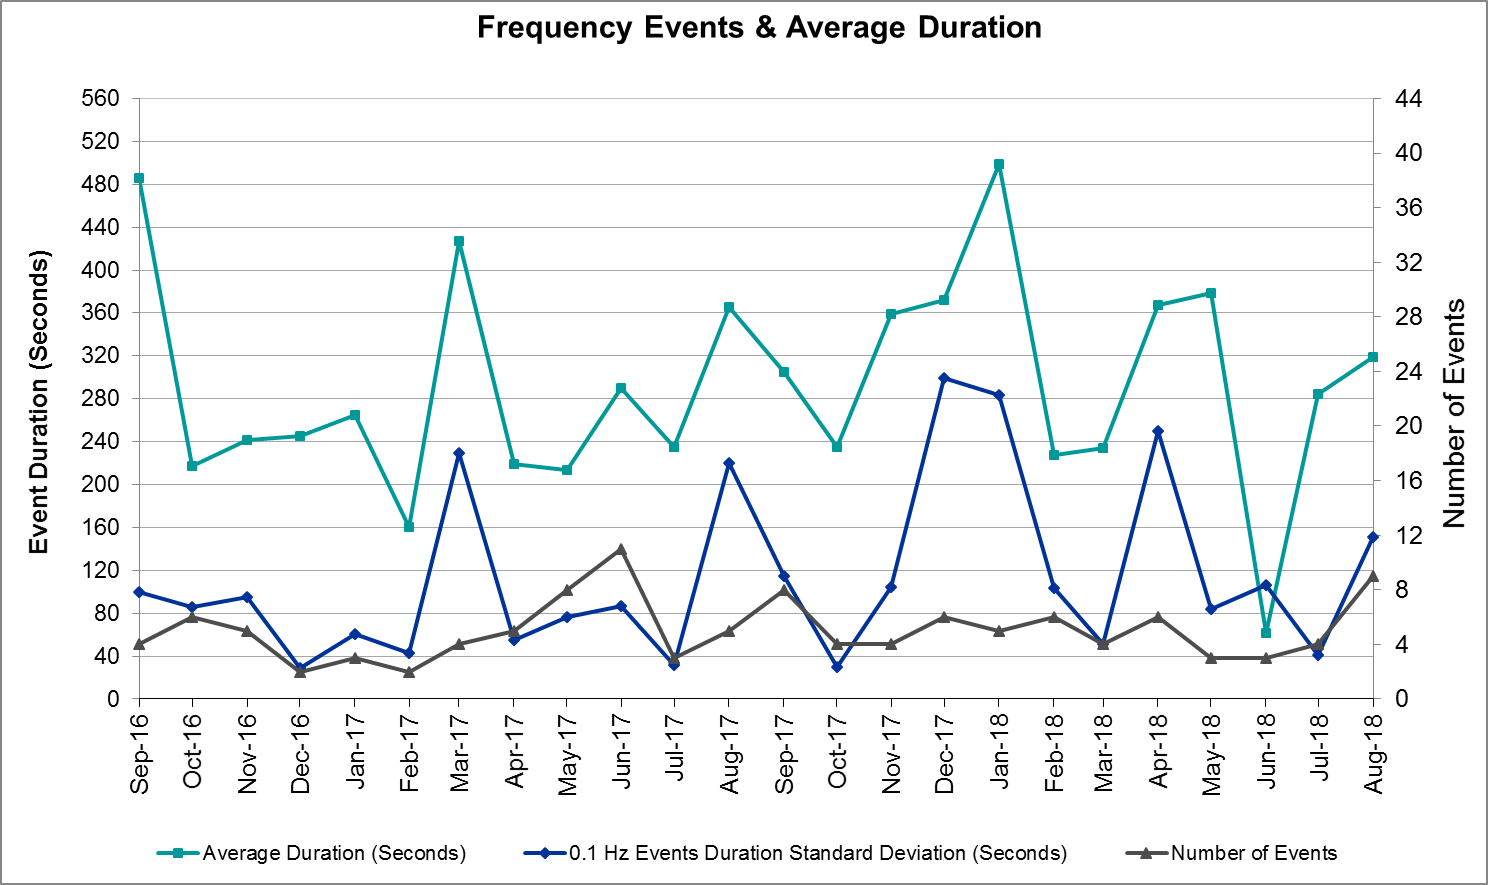 Frequency Events & Average Duration
560
520
480
440
400
360
320
280
240
200
160
120
80
40
0
Event Duration (Seconds)
44
40
36
32
28
24
20
16
12
8
4
0
Number of Events
Sep-16
Oct-16
Nov-16
Dec-16
Jan-17
Feb-17
Mar-17
Apr-17
May-17
Jun-17
Jul-17
Aug-17
Sep-17
Oct-17
Nov-17
Dec-17
Jan-18
Feb-18
Mar-18
Apr-18
May-18
Jun-18
Jul-18
Aug-18
Average Duration (Seconds)
0.1 Hz Events Duration Standard Deviation (Seconds)
Number of Events